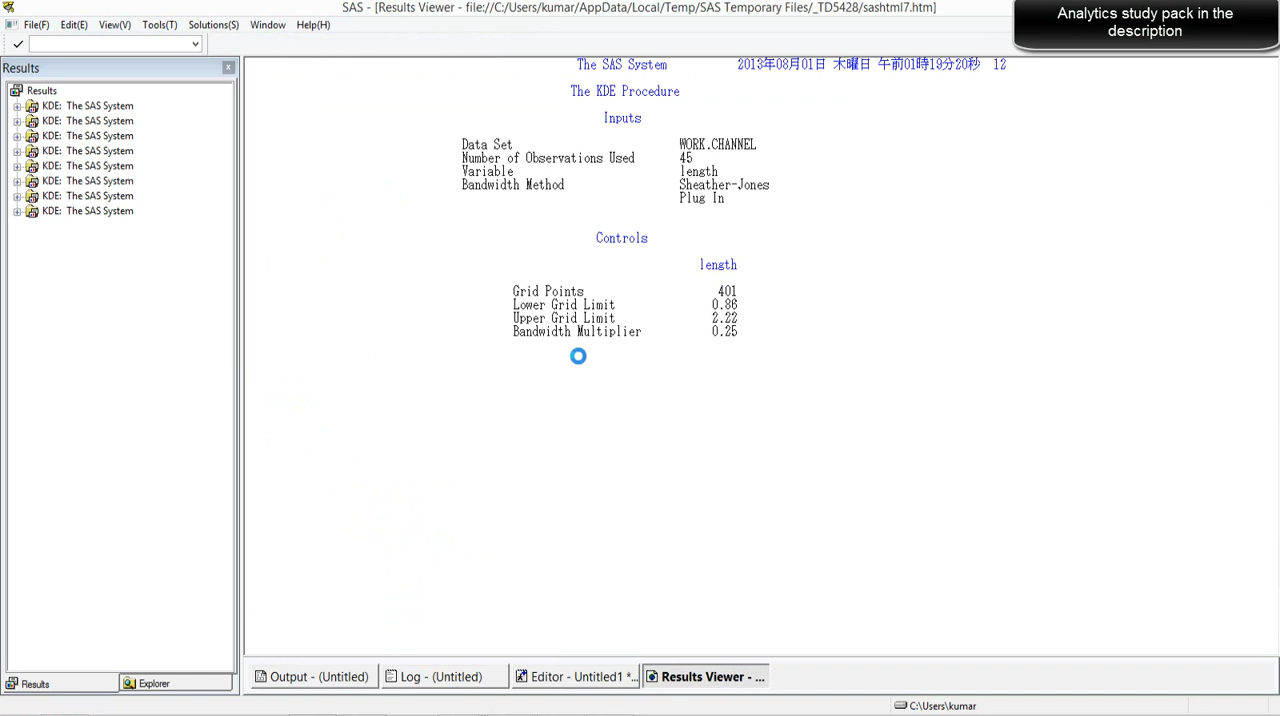 SAS - [Results Viewer - file://C:/Users/kumar/AppData/Local/Temp/SAS Temporary Files/_TD5428/sashtml7.htm]
Analytics study pack in the
description
File(F) Edit(E) View(V) Tools(T) Solutions(S) Window Help(H)
Results
Results
KDE: The SAS System
KDE: The SAS System
KDE: The SAS System
KDE: The SAS System
KDE: The SAS System
KDE: The SAS System
KDE: The SAS System
KDE: The SAS System
The SAS System 2013年08月01日 木曜日 午前01時19分20秒 12
The KDE Procedure
Inputs
Data Set WORK.CHANNEL
Number of Observations Used 45
Variable length
Bandwidth Method Sheather-Jones
Plug In
Controls
length
Grid Points 401
Lower Grid Limit 0.86
Upper Grid Limit 2.22
Bandwidth Multiplier 0.25
Results Explorer
Output - (Untitled) Log - (Untitled) Editor - Untitled1 *... Results Viewer - ...
C:\Users\kumar